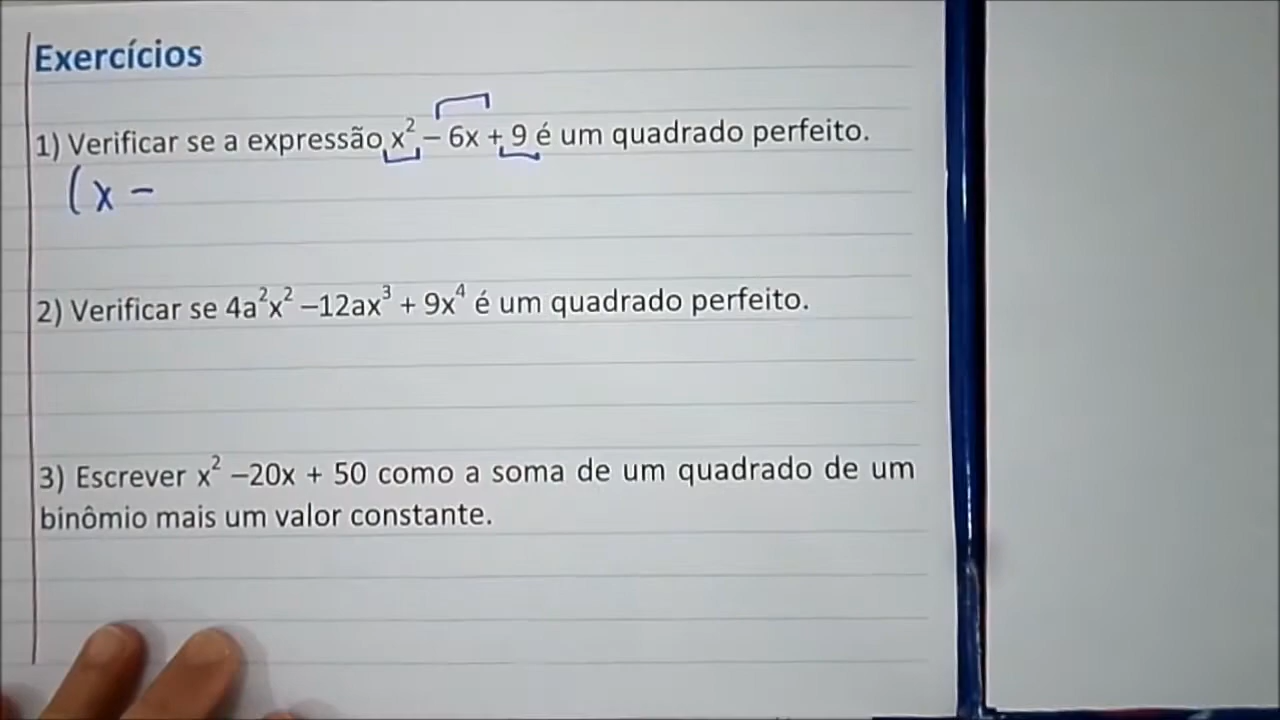 Exercícios
1) Verificar se a expressão x² – 6x + 9 é um quadrado perfeito.
(x –
2) Verificar se 4a²x² –12ax³ + 9x⁴ é um quadrado perfeito.
3) Escrever x² –20x + 50 como a soma de um quadrado de um
binômio mais um valor constante.